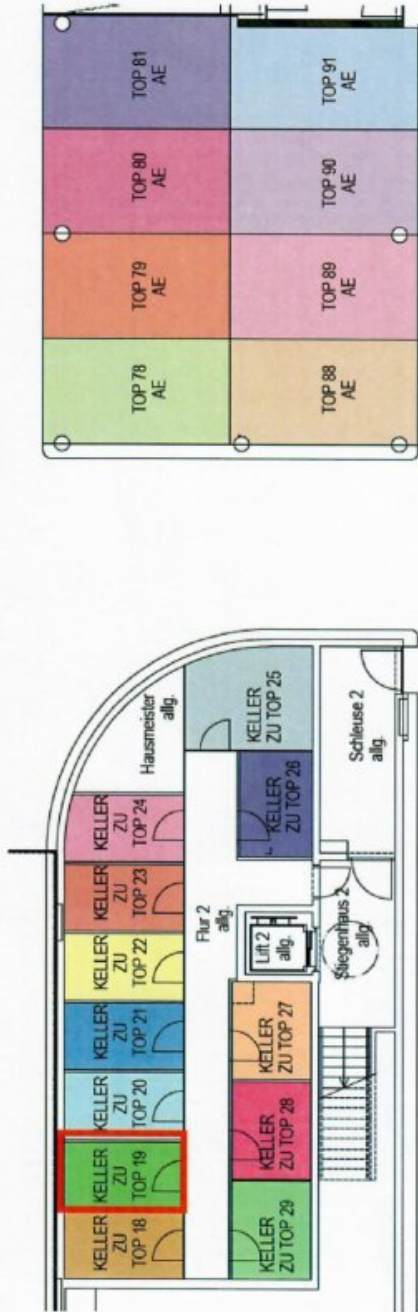 KELLER
ZU
TOP 18
KELLER
ZU
TOP 19
KELLER
ZU
TOP 20
KELLER
ZU
TOP 21
KELLER
ZU
TOP 22
KELLER
ZU
TOP 23
KELLER
ZU
TOP 24
Hausmeister
allg.
Flur 2
allg.
KELLER
ZU TOP 29
KELLER
ZU TOP 28
KELLER
ZU TOP 27
Lift 2
allg.
KELLER
ZU TOP 26
KELLER
ZU TOP 25
Stiegenhaus 2
allg.
Schleuse 2
allg.
TOP 78
AE
TOP 79
AE
TOP 80
AE
TOP 81
AE
TOP 88
AE
TOP 89
AE
TOP 90
AE
TOP 91
AE